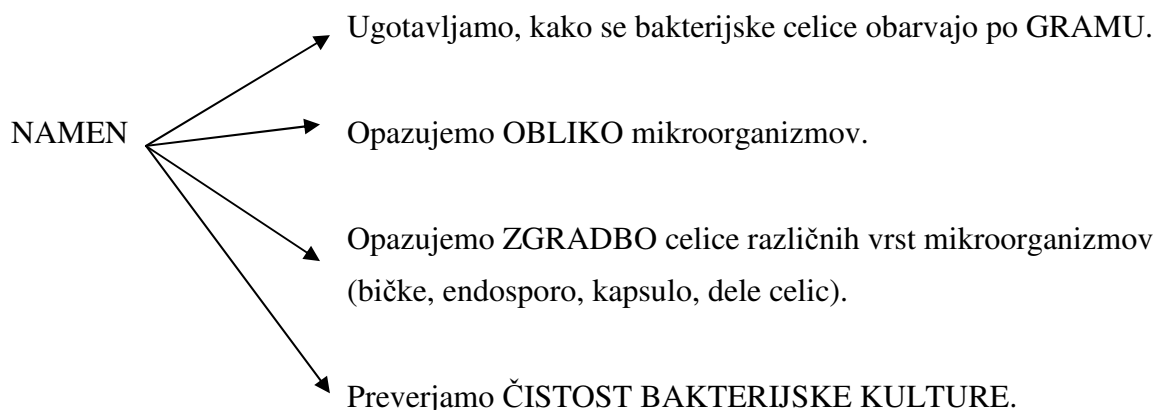 Ugotavljamo, kako se bakterijske celice obarvajo po GRAMU.
NAMEN
Opazujemo OBLIKO mikroorganizmov.
Opazujemo ZGRADBO celice različnih vrst mikroorganizmov
(bičke, endosporo, kapsulo, dele celic).
Preverjamo ČISTOST BAKTERIJSKE KULTURE.